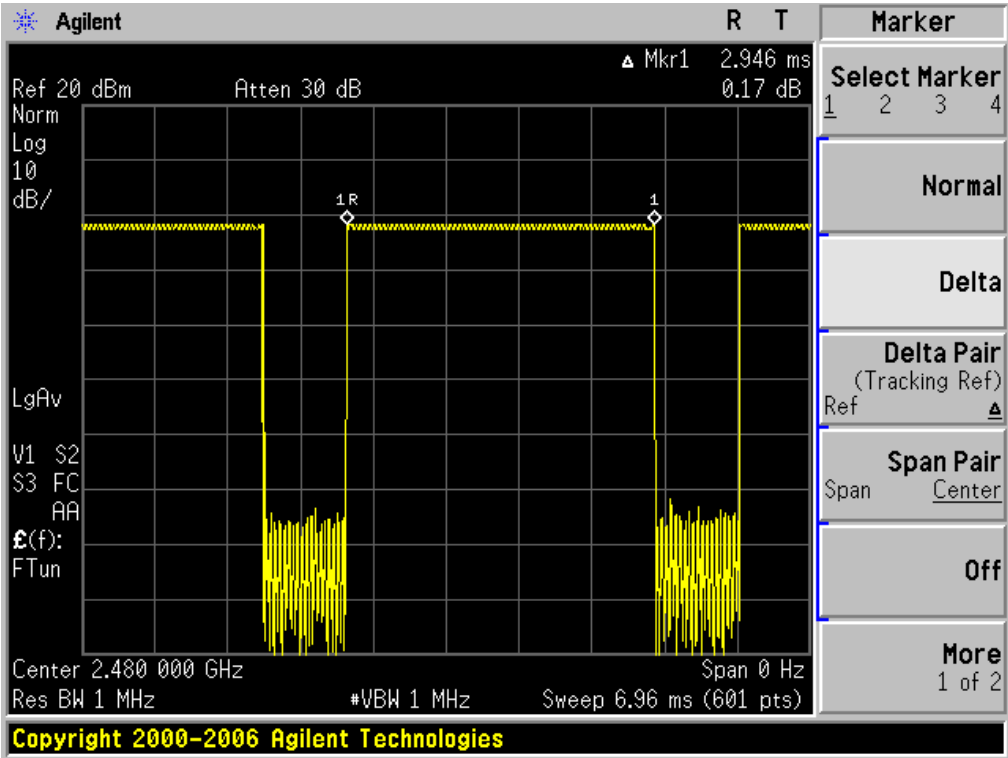 Agilent
R T
Marker
Δ Mkr1 2.946 ms
Ref 20 dBm Atten 30 dB 0.17 dB
Norm
Log
10
dB/
1R
1
LgAv
V1 S2
S3 FC
AA
£(f):
FTun
Center 2.480 000 GHz Span 0 Hz
Res BW 1 MHz #VBW 1 MHz Sweep 6.96 ms (601 pts)
Copyright 2000-2006 Agilent Technologies
Select Marker
1 2 3 4
Normal
Delta
Delta Pair
(Tracking Ref)
Ref Δ
Span Pair
Span Center
Off
More
1 of 2